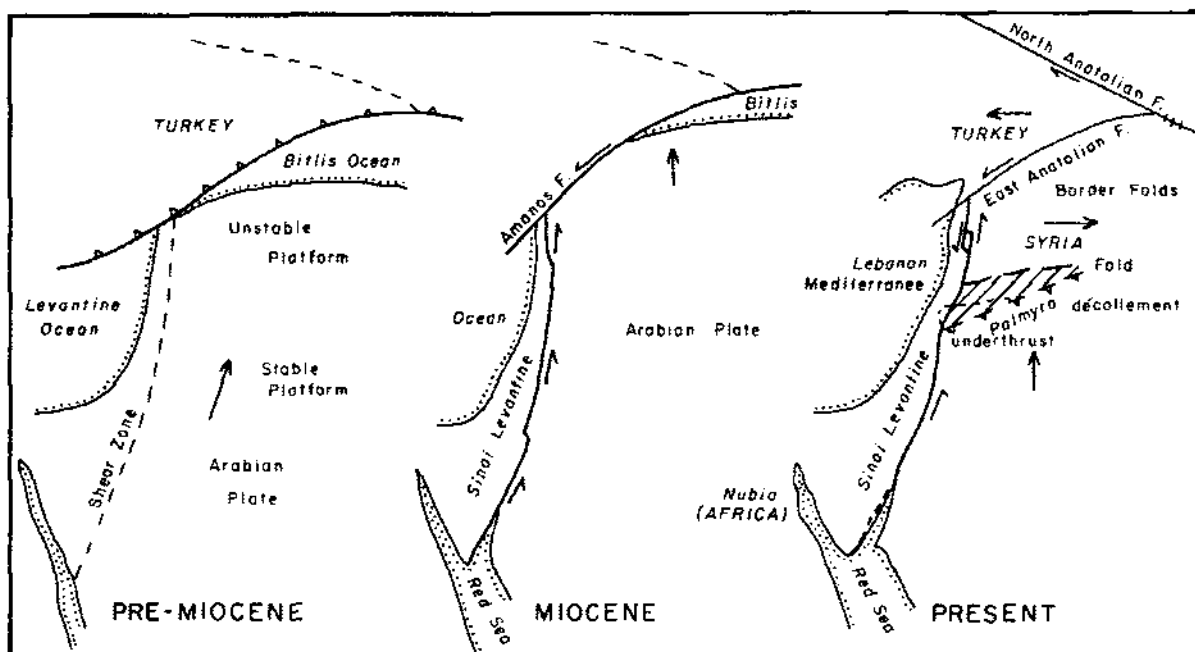 TURKEY
Bitlis Ocean
Unstable
Platform
Levantine
Ocean
Stable
Platform
Shear Zone
Arabian
Plate
PRE-MIOCENE
Bitlis
Amanos F.
Ocean
Arabian Plate
Sinai Levantine
Red Sea
MIOCENE
North Anatolian F.
TURKEY
East Anatolian F.
Border Folds
SYRIA
Lebanon
Mediterranee
Fold
Palmyra décollement
underthrust
Sinai Levantine
Nubia
(AFRICA)
Red Sea
PRESENT